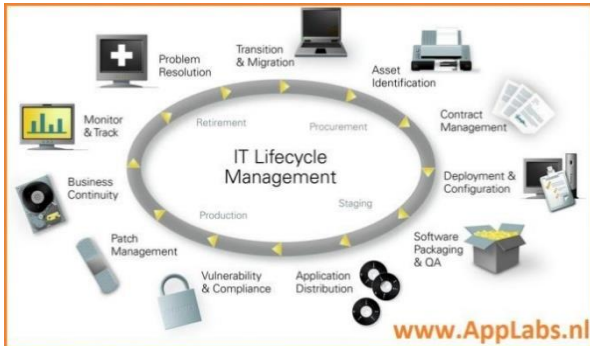 Transition
& Migration
Asset
Identification
Contract
Management
Deployment &
Configuration
Software
Packaging
& QA
Application
Distribution
Vulnerability
& Compliance
Patch
Management
Business
Continuity
Monitor
& Track
Problem
Resolution
Retirement
Procurement
IT Lifecycle
Management
Production
Staging
www.AppLabs.nl